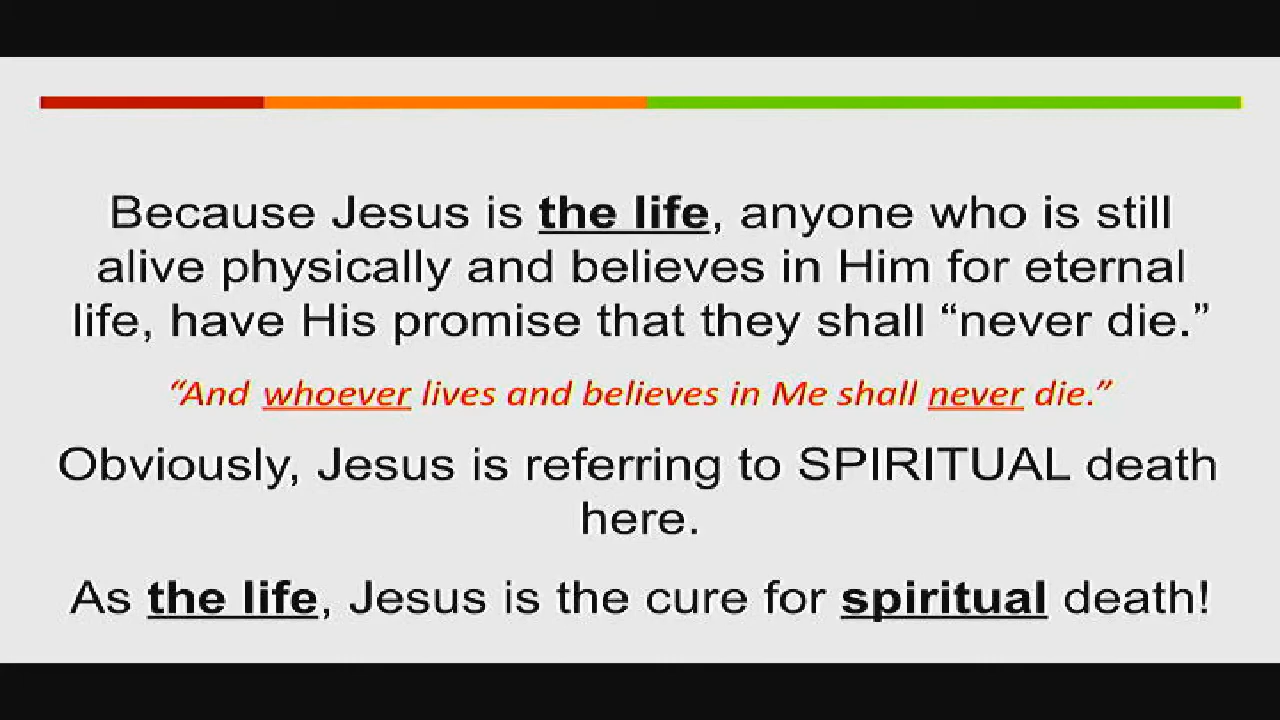 Because Jesus is the life, anyone who is still
alive physically and believes in Him for eternal
life, have His promise that they shall “never die.”
“And whoever lives and believes in Me shall never die.”
Obviously, Jesus is referring to SPIRITUAL death
here.
As the life, Jesus is the cure for spiritual death!